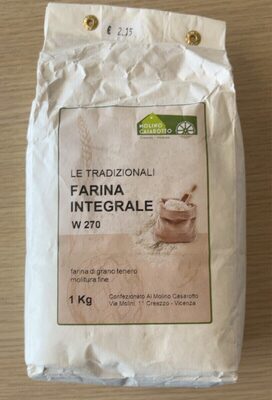 € 2.15
MOLINO
CASAROTTO
LE TRADIZIONALI
FARINA
INTEGRALE
W 270
farina di grano tenero
molitura fine
1 Kg
Confezionato Al Molino Casarotto
Via Molini, 11 Creazzo - Vicenza